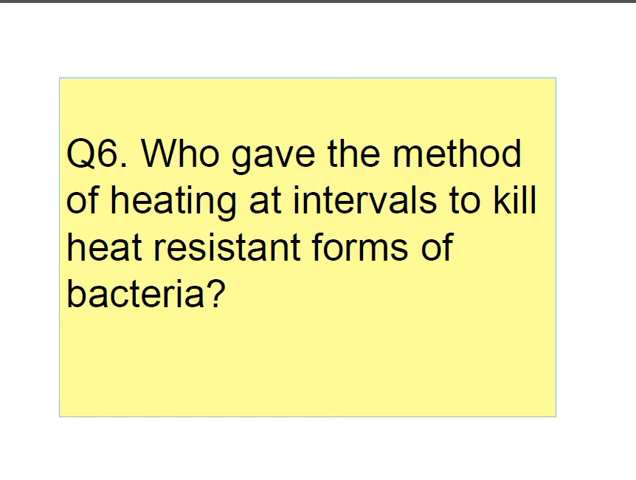 Q6. Who gave the method
of heating at intervals to kill
heat resistant forms of
bacteria?